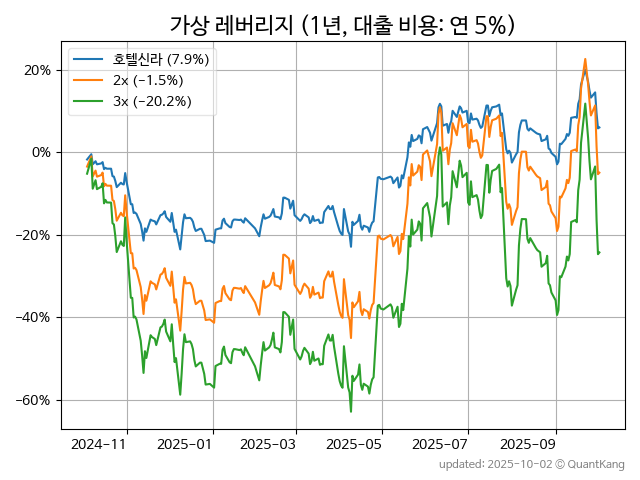 가상 레버리지 (1년, 대출 비용: 연 5%)
호텔신라 (7.9%)
2x (−1.5%)
3x (−20.2%)
20%
0%
−20%
−40%
−60%
2024-11
2025-01
2025-03
2025-05
2025-07
2025-09
updated: 2025-10-02 © QuantKang